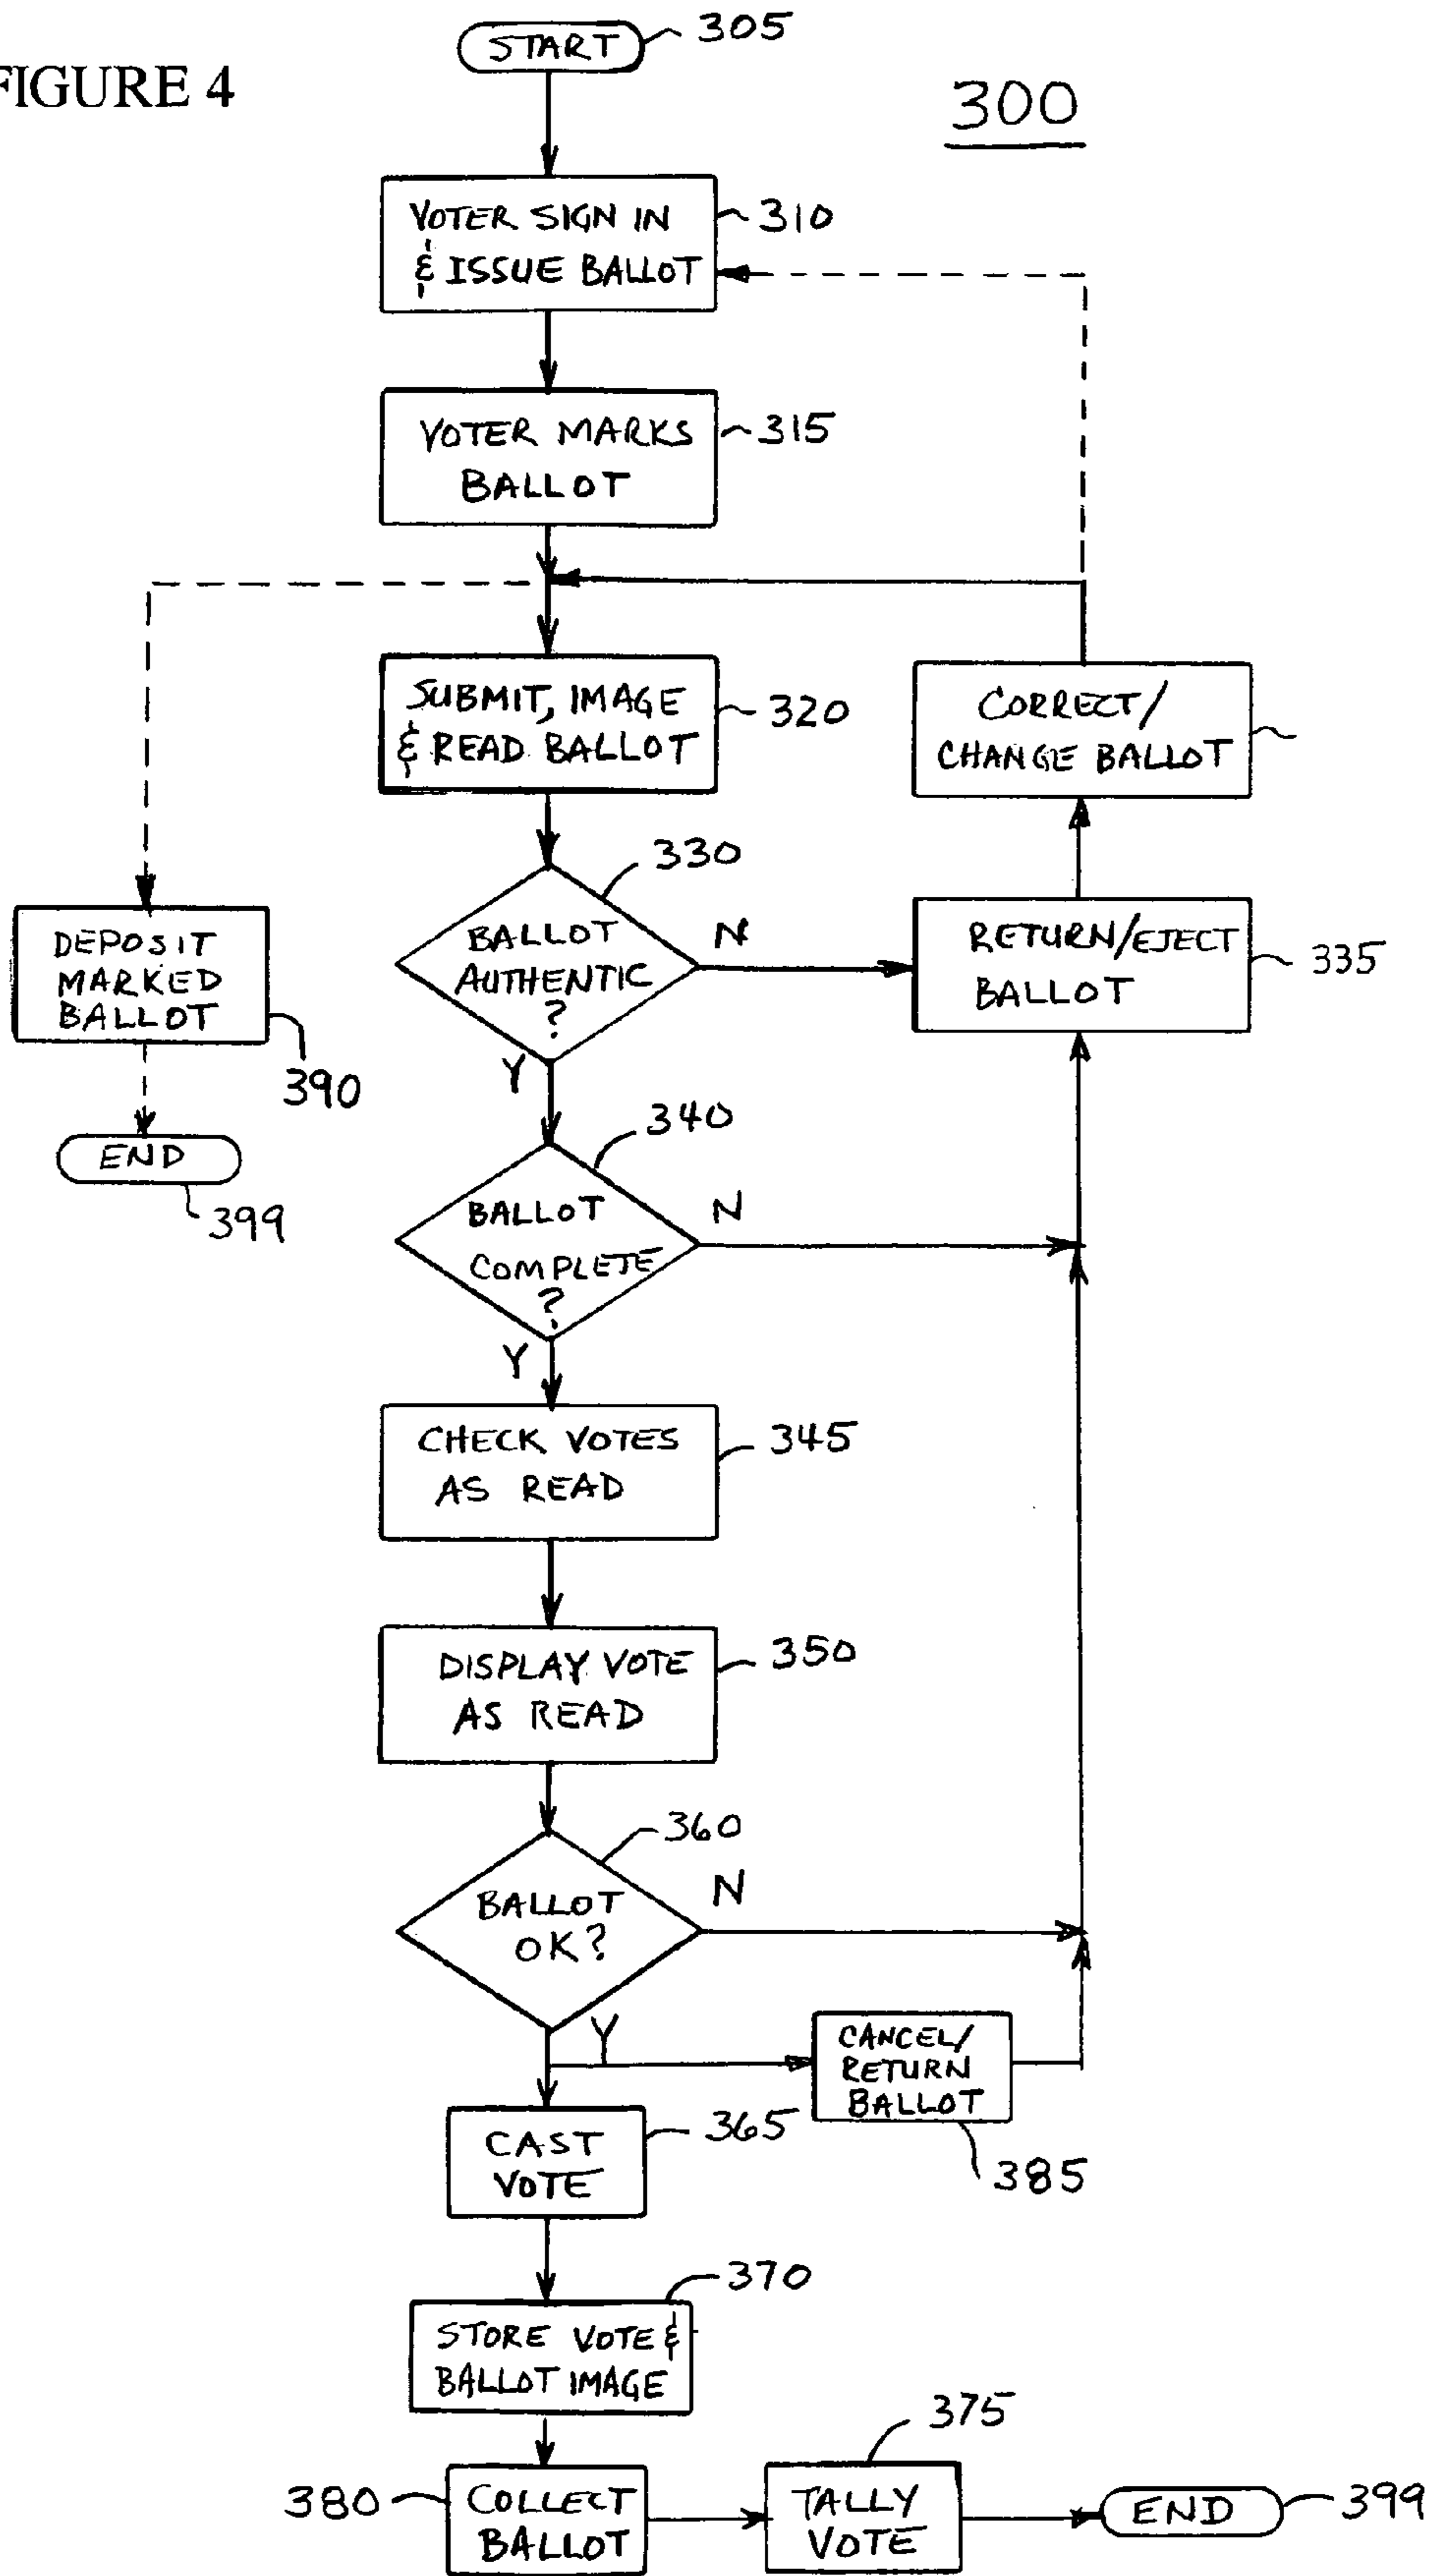 START
305
FIGURE 4
300
VOTER SIGN IN
& ISSUE BALLOT
310
VOTER MARKS
BALLOT
315
SUBMIT, IMAGE
& READ BALLOT
320
CORRECT/
CHANGE BALLOT
330
BALLOT
AUTHENTIC
?
N
Y
RETURN/EJECT
BALLOT
335
DEPOSIT
MARKED
BALLOT
390
END
399
340
BALLOT
COMPLETE
?
N
Y
CHECK VOTES
AS READ
345
DISPLAY VOTE
AS READ
350
360
BALLOT
OK?
N
Y
CANCEL/
RETURN
BALLOT
385
CAST
VOTE
365
370
STORE VOTE &
BALLOT IMAGE
380
COLLECT
BALLOT
375
TALLY
VOTE
END
399